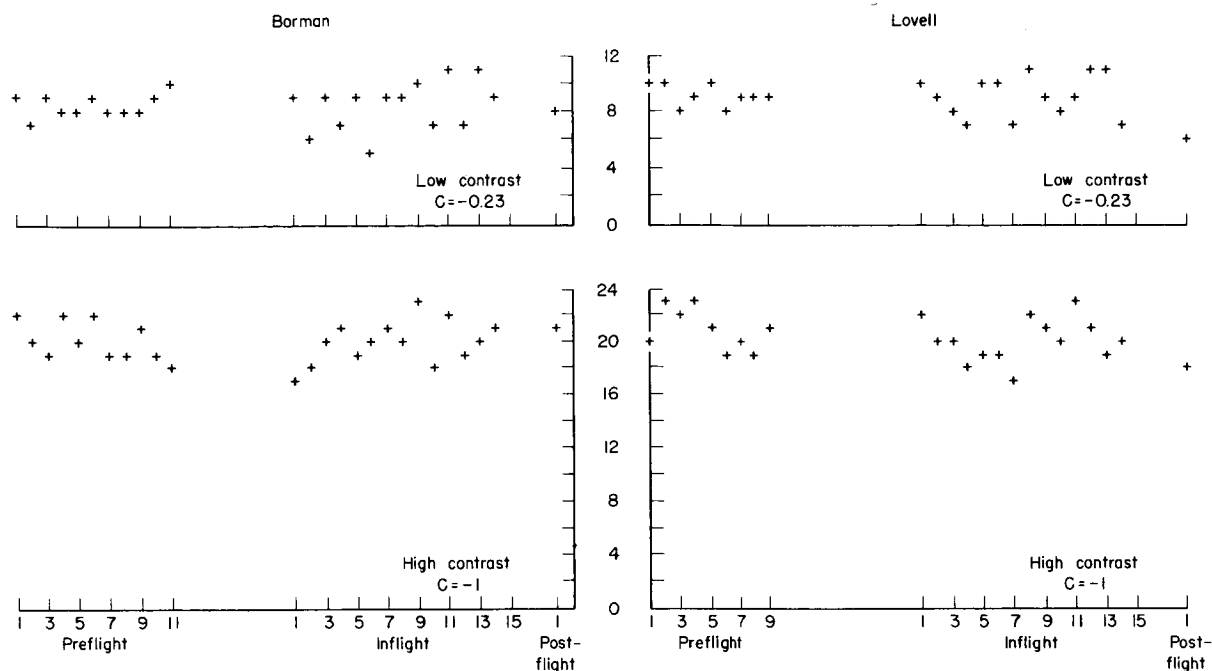 Borman
Lovell
12
8
4
0
Low contrast
C=-0.23
Low contrast
C=-0.23
24
20
16
12
8
4
0
High contrast
C=-1
High contrast
C=-1
1 3 5 7 9 11 1 3 5 7 9 11 13 15 1
1 3 5 7 9 1 3 5 7 9 11 13 15 1
Preflight Inflight Post-
flight
Preflight Inflight Post-
flight